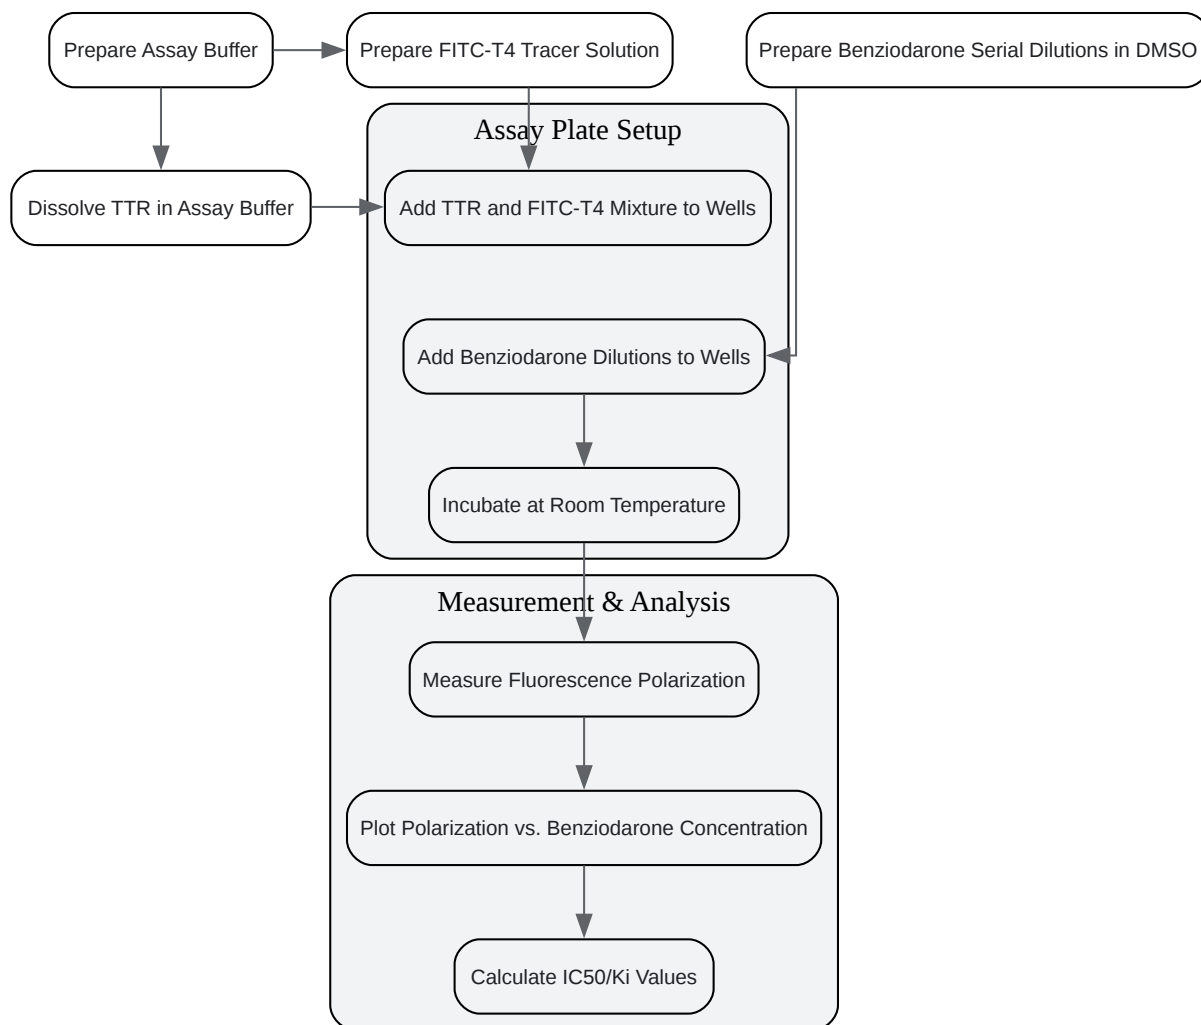 Prepare Assay Buffer
Prepare FITC-T4 Tracer Solution
Prepare Benziodarone Serial Dilutions in DMSO
Assay Plate Setup
Dissolve TTR in Assay Buffer
Add TTR and FITC-T4 Mixture to Wells
Add Benziodarone Dilutions to Wells
Incubate at Room Temperature
Measurement & Analysis
Measure Fluorescence Polarization
Plot Polarization vs. Benziodarone Concentration
Calculate IC50/Ki Values